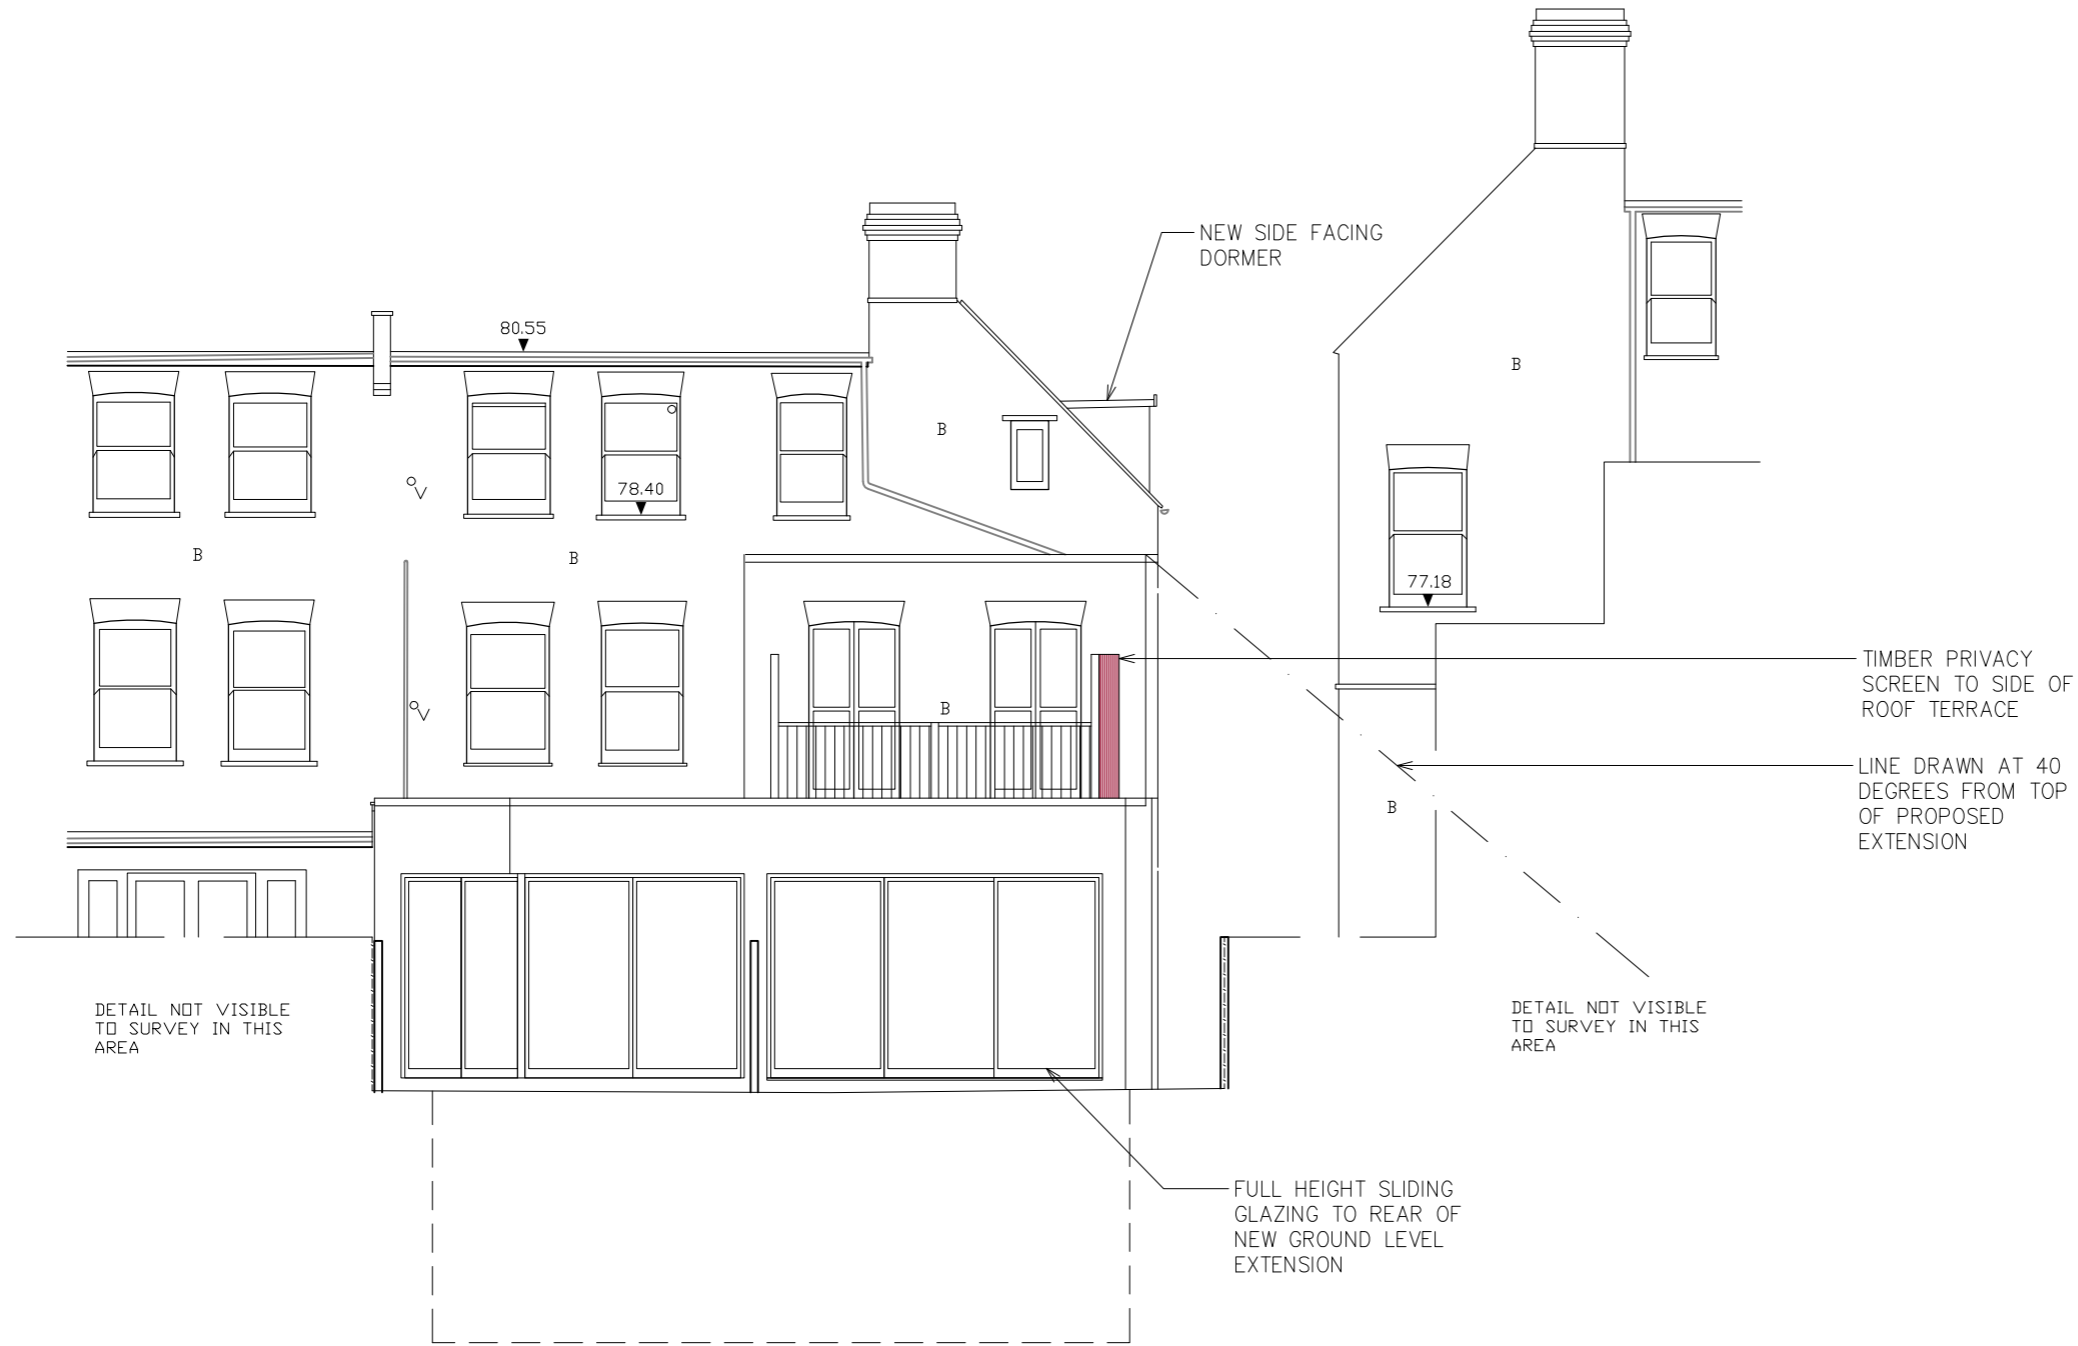 NEW SIDE FACING
DORMER
80.55
B
B
78.40
B
B
77.18
TIMBER PRIVACY
SCREEN TO SIDE OF
ROOF TERRACE
B
LINE DRAWN AT 40
DEGREES FROM TOP
OF PROPOSED
EXTENSION
B
DETAIL NOT VISIBLE
TO SURVEY IN THIS
AREA
DETAIL NOT VISIBLE
TO SURVEY IN THIS
AREA
FULL HEIGHT SLIDING
GLAZING TO REAR OF
NEW GROUND LEVEL
EXTENSION